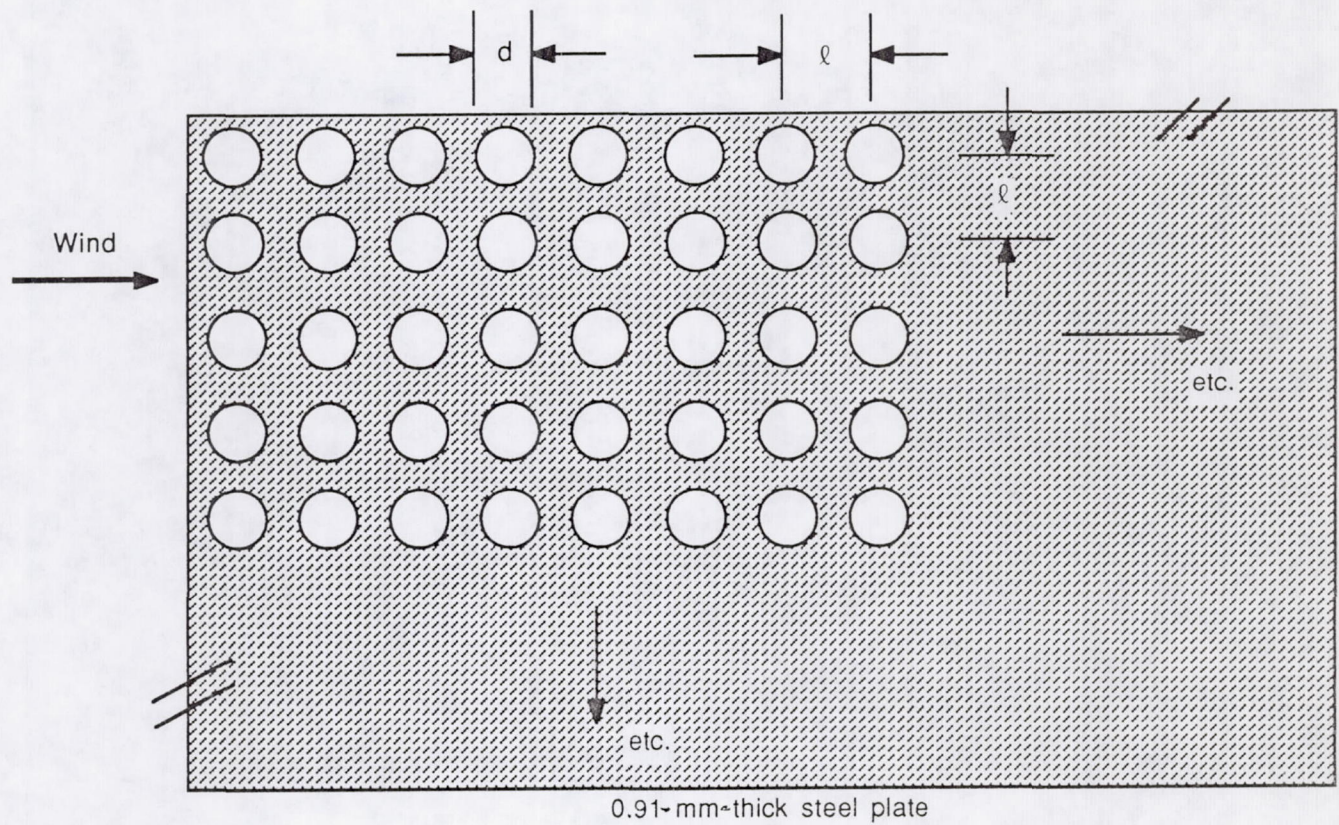 d
ℓ
ℓ
Wind
etc.
etc.
0.91-mm-thick steel plate